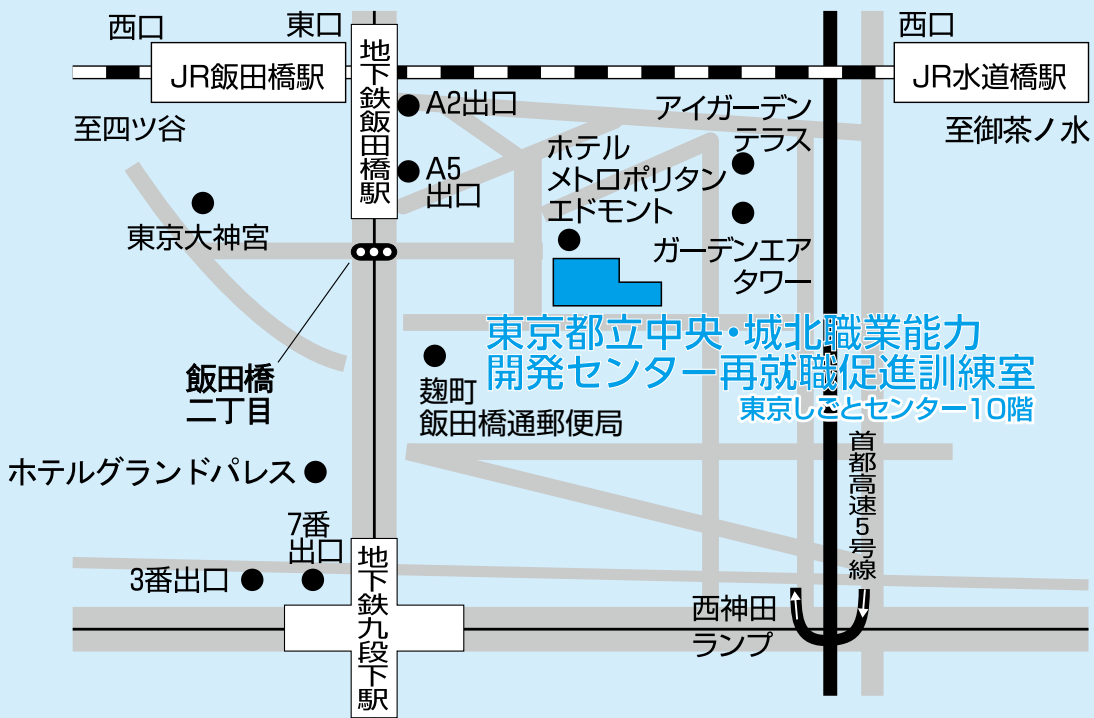 西口
東口
西口
JR飯田橋駅
地下鉄飯田橋駅
JR水道橋駅
至四ツ谷
A2出口
アイガーデン
テラス
至御茶ノ水
A5
出口
ホテル
メトロポリタン
エドモント
東京大神宮
ガーデンエア
タワー
東京都立中央・城北職業能力
開発センター再就職促進訓練室
東京しごとセンター10階
飯田橋
二丁目
麹町
飯田橋通郵便局
首都高速5号線
ホテルグランドパレス
7番
出口
3番出口
地下鉄九段下駅
西神田
ランプ